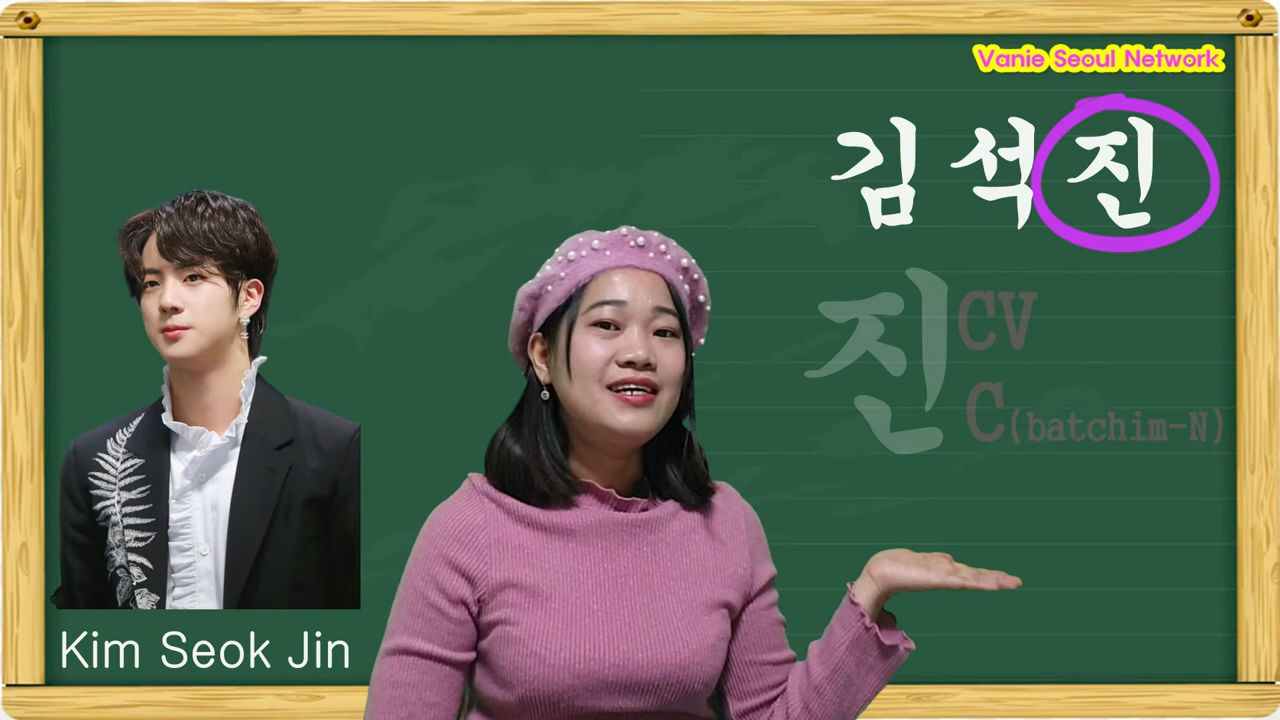 Vanie Seoul Network
김석진
진 CV
C (batchim-N)
Kim Seok Jin